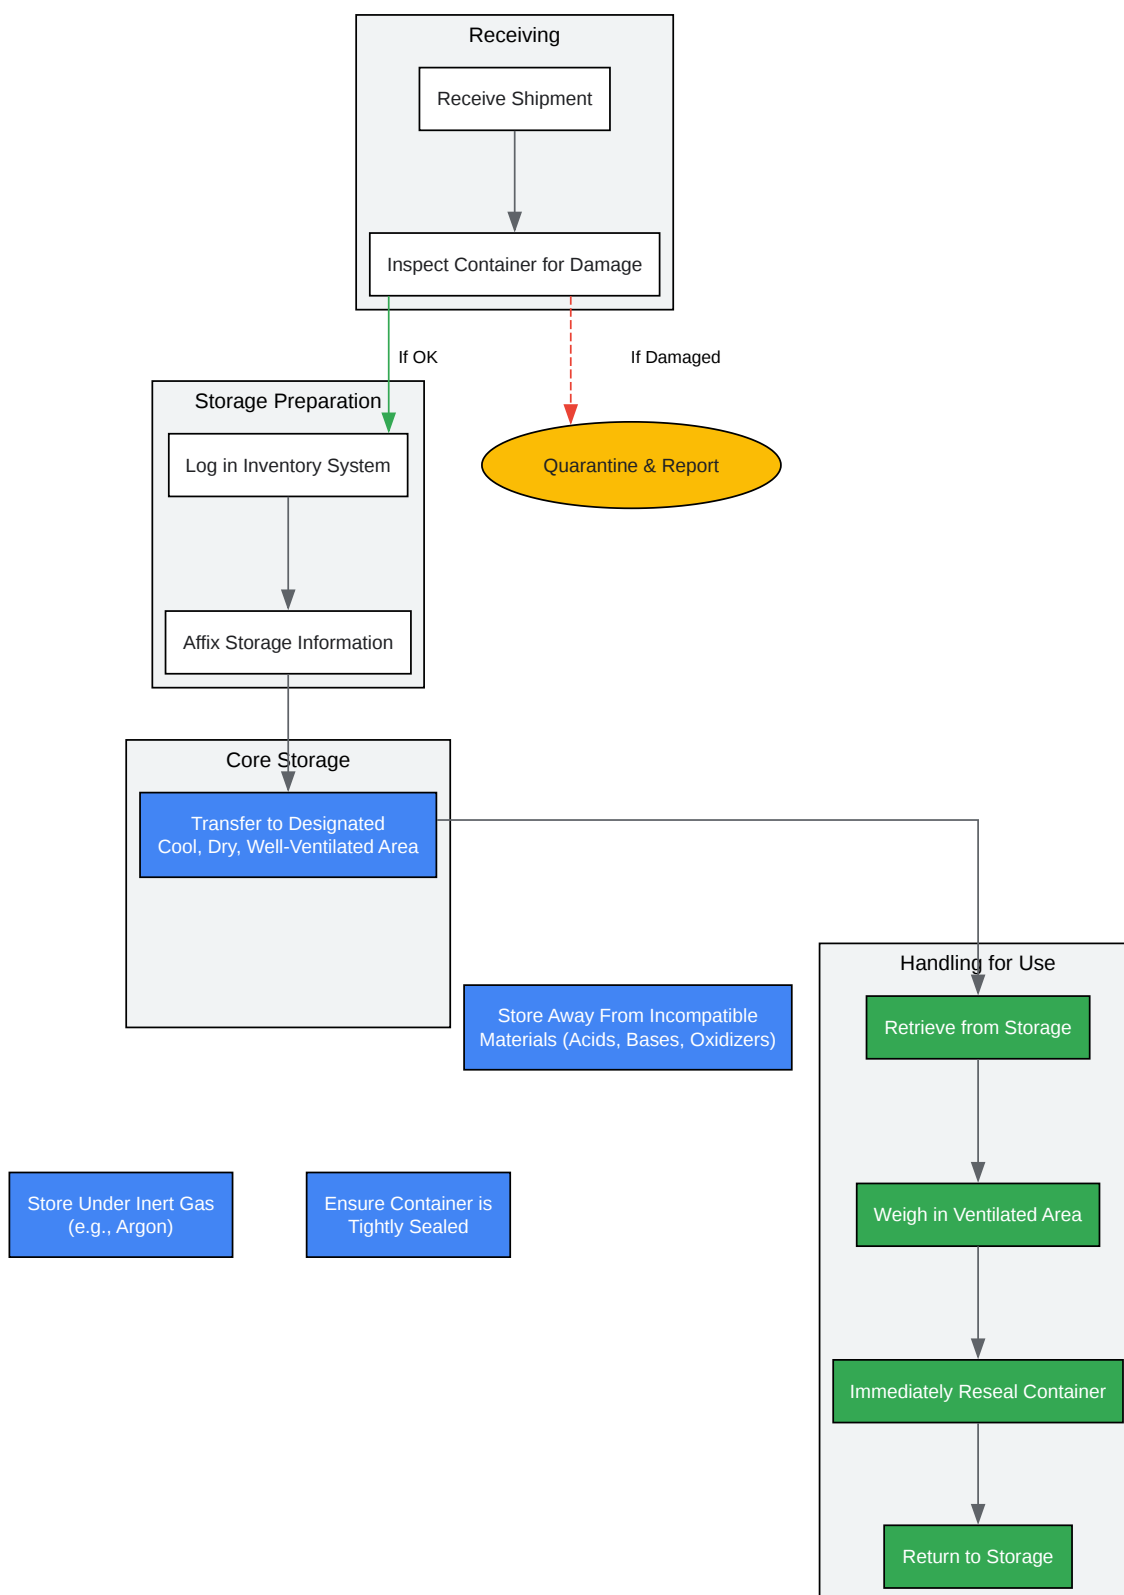 Receiving
Receive Shipment
Inspect Container for Damage
If OK
If Damaged
Storage Preparation
Log in Inventory System
Quarantine & Report
Affix Storage Information
Core Storage
Transfer to Designated
Cool, Dry, Well-Ventilated Area
Handling for Use
Store Away From Incompatible
Materials (Acids, Bases, Oxidizers)
Retrieve from Storage
Store Under Inert Gas
(e.g., Argon)
Ensure Container is
Tightly Sealed
Weigh in Ventilated Area
Immediately Reseal Container
Return to Storage